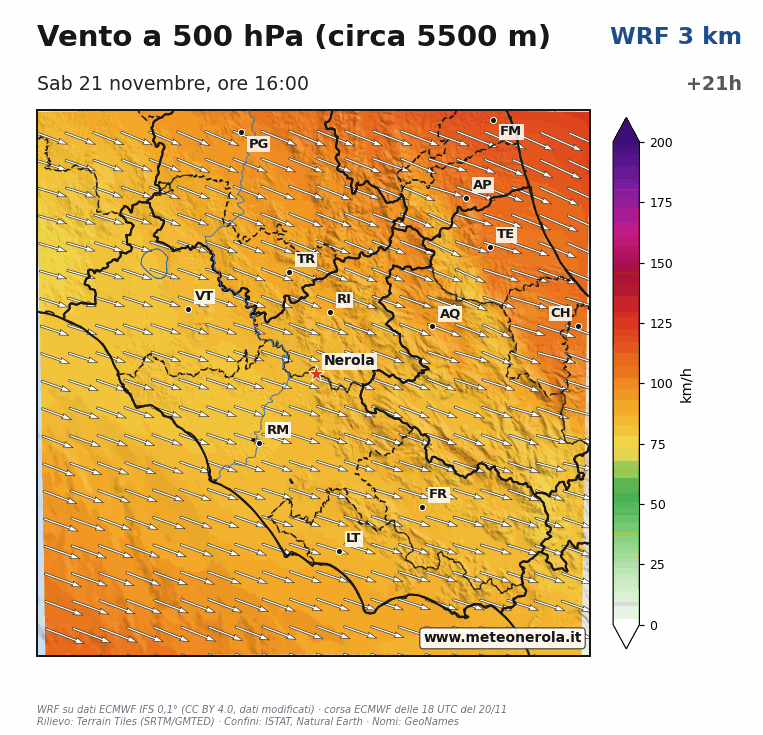 Vento a 500 hPa (circa 5500 m)
WRF 3 km
Sab 21 novembre, ore 16:00
+21h
FM
PG
AP
TE
TR
VT
RI
AQ
CH
Nerola
RM
FR
LT
www.meteonerola.it
200
175
150
125
100
75
50
25
0
km/h
WRF su dati ECMWF IFS 0,1° (CC BY 4.0, dati modificati) · corsa ECMWF delle 18 UTC del 20/11
Rilievo: Terrain Tiles (SRTM/GMTED) · Confini: ISTAT, Natural Earth · Nomi: GeoNames